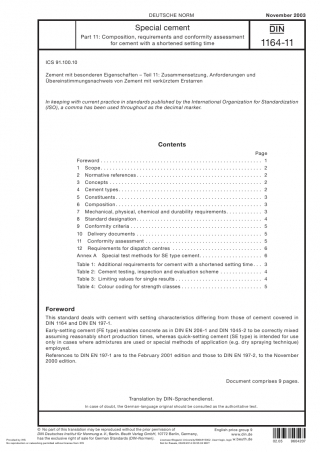 DEUTSCHE NORM
November 2003
Special cement
Part 11: Composition, requirements and conformity assessment
for cement with a shortened setting time
DIN
1164-11
ICS 91.100.10
Zement mit besonderen Eigenschaften – Teil 11: Zusammensetzung, Anforderungen und
Übereinstimmungsnachweis von Zement mit verkürztem Erstarren
In keeping with current practice in standards published by the International Organization for Standardization
(ISO), a comma has been used throughout as the decimal marker.
Contents
Page
Foreword . . . . . . . . . . 1
1 Scope . . . . . . . . . . 2
2 Normative references . . . . . . . . . . 2
3 Concepts . . . . . . . . . . 2
4 Cement types . . . . . . . . . . 2
5 Constituents . . . . . . . . . . 3
6 Composition . . . . . . . . . . 3
7 Mechanical, physical, chemical and durability requirements . . . . . . . . . . 3
8 Standard designation . . . . . . . . . . 4
9 Conformity criteria . . . . . . . . . . 5
10 Delivery documents . . . . . . . . . . 5
11 Conformity assessment . . . . . . . . . . 5
12 Requirements for dispatch centres . . . . . . . . . . 6
Annex A Special test methods for SE type cement . . . . . . . . . . 6
Table 1: Additional requirements for cement with a shortened setting time . . . 3
Table 2: Cement testing, inspection and evaluation scheme . . . . . . . . . . 4
Table 3: Limiting values for single results . . . . . . . . . . 4
Table 4: Colour coding for strength classes . . . . . . . . . . 5
Foreword
This standard deals with cement with setting characteristics differing from those of cement covered in
DIN 1164 and DIN EN 197-1.
Early-setting cement (FE type) enables concrete as in DIN EN 206-1 and DIN 1045-2 to be correctly mixed
assuming reasonably short production times, whereas quick-setting cement (SE type) is intended for use
only in cases where admixtures are used or special methods of application (e.g. dry spraying technique)
employed.
References to DIN EN 197-1 are to the February 2001 edition and those to DIN EN 197-2, to the November
2000 edition.
Document comprises 8 pages.
Translation by DIN-Sprachendienst.
In case of doubt, the German-language original should be consulted as the authoritative text.
© No part of this translation may be reproduced without the prior permission of
DIN Deutsches Institut für Normung e.V., Berlin. Beuth Verlag GmbH, 10772 Berlin, Germany,
has the exclusive right of sale for German Standards (DIN-Normen).
English price group 8
www.din.de
www.beuth.de